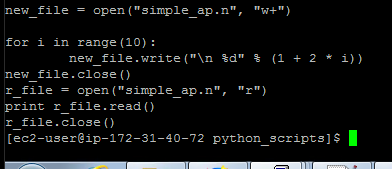 new_file = open("simple_ap.n", "w+")

for i in range(10):
        new_file.write("\n %d" % (1 + 2 * i))
new_file.close()
r_file = open("simple_ap.n", "r")
print r_file.read()
r_file.close()
[ec2-user@ip-172-31-40-72 python_scripts]$